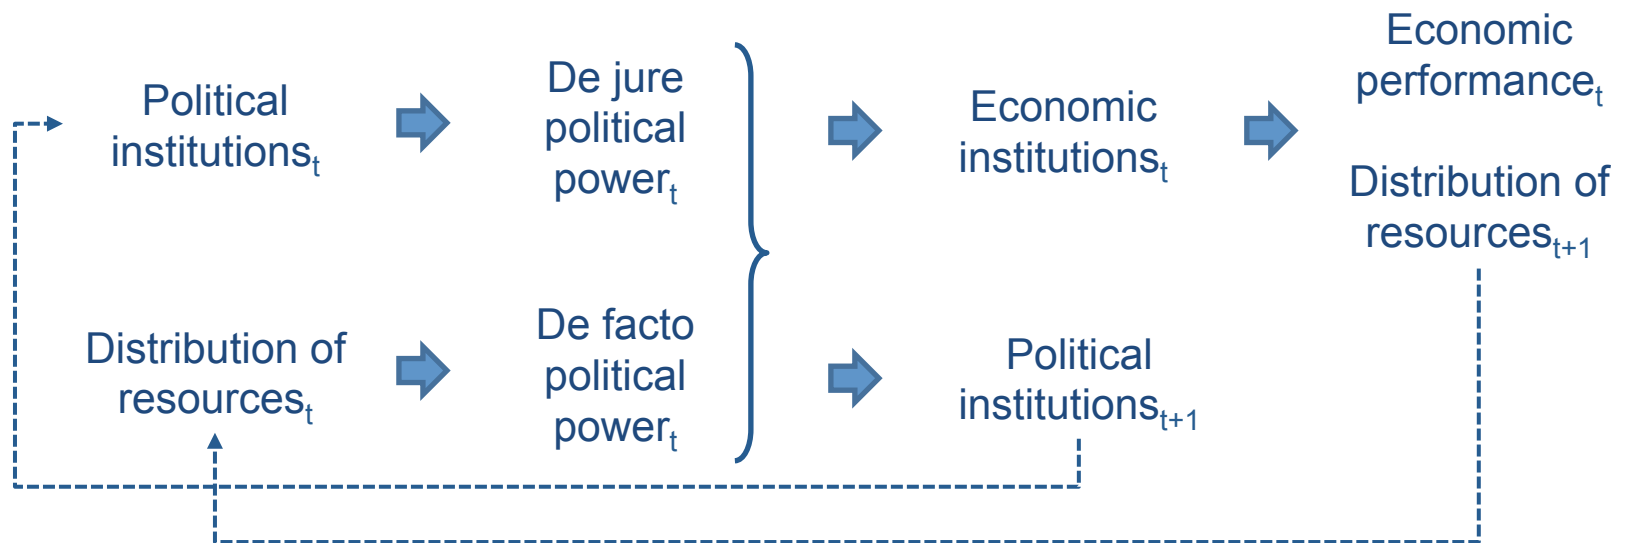 Political
institutionsₜ
De jure
political
powerₜ
Economic
institutionsₜ
Economic
performanceₜ
Distribution of
resourcesₜ₊₁
Distribution of
resourcesₜ
De facto
political
powerₜ
Political
institutionsₜ₊₁